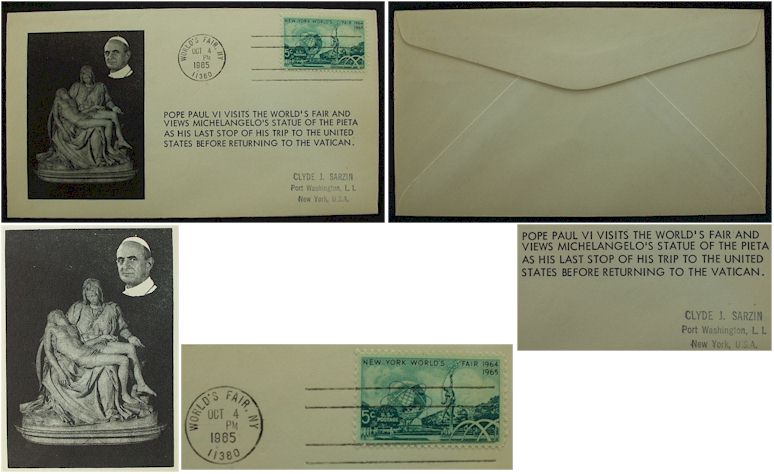 WORLD'S FAIR, NY
OCT 4
PM
1965
11380
NEW YORK WORLD'S FAIR 1964
1965
5¢
POPE PAUL VI VISITS THE WORLD'S FAIR AND
VIEWS MICHELANGELO'S STATUE OF THE PIETA
AS HIS LAST STOP OF HIS TRIP TO THE UNITED
STATES BEFORE RETURNING TO THE VATICAN.
CLYDE J. SARZIN
Port Washington, L. I.
New York, U.S.A.
POPE PAUL VI VISITS THE WORLD'S FAIR AND
VIEWS MICHELANGELO'S STATUE OF THE PIETA
AS HIS LAST STOP OF HIS TRIP TO THE UNITED
STATES BEFORE RETURNING TO THE VATICAN.
CLYDE J. SARZIN
Port Washington, L. I.
New York, U.S.A.
WORLD'S FAIR, NY
OCT 4
PM
1965
11380
NEW YORK WORLD'S FAIR 1964
1965
5¢
U.S. POSTAGE